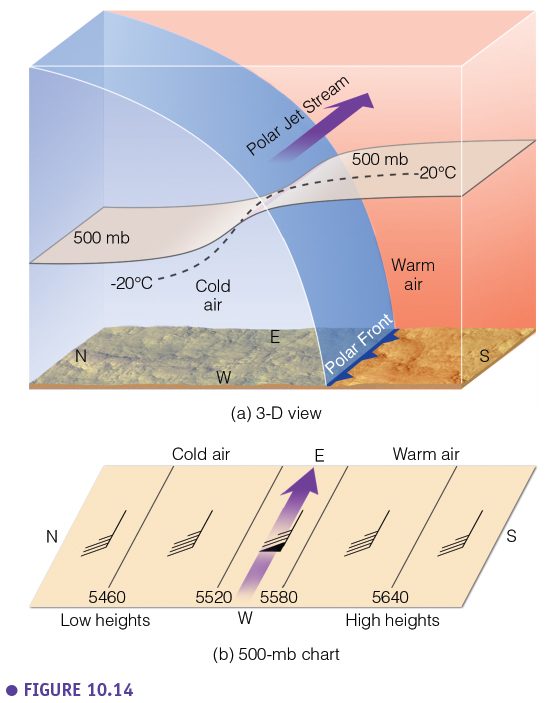 Polar Jet Stream
500 mb
-20°C
500 mb
-20°C
Cold
air
Warm
air
Polar Front
N
E
S
W
(a) 3-D view
Cold air
E
Warm air
N
S
5460
5520
5580
5640
Low heights
W
High heights
(b) 500-mb chart
● FIGURE 10.14